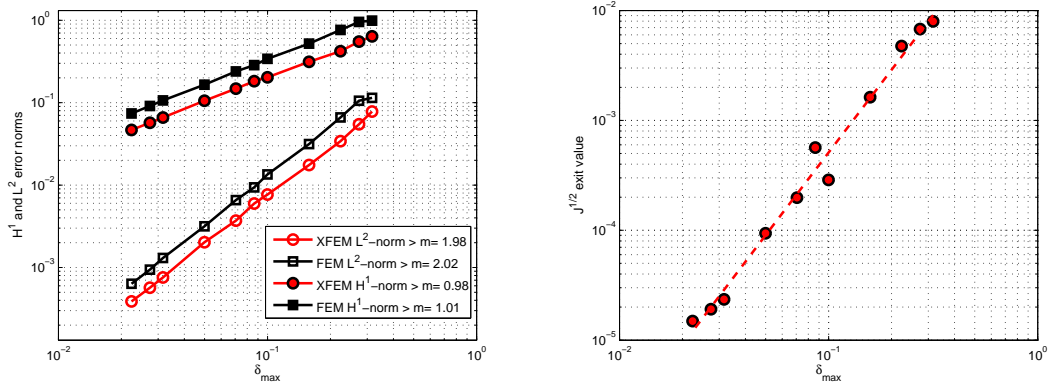 10^0
10^-1
10^-2
10^-3
H^1 and L^2 error norms
XFEM L^2-norm > m= 1.98
FEM L^2-norm > m= 2.02
XFEM H^1-norm > m= 0.98
FEM H^1-norm > m= 1.01
10^-2
10^-1
10^0
δ_max
10^-2
10^-3
10^-4
10^-5
J^1/2 exit value
10^-2
10^-1
10^0
δ_max